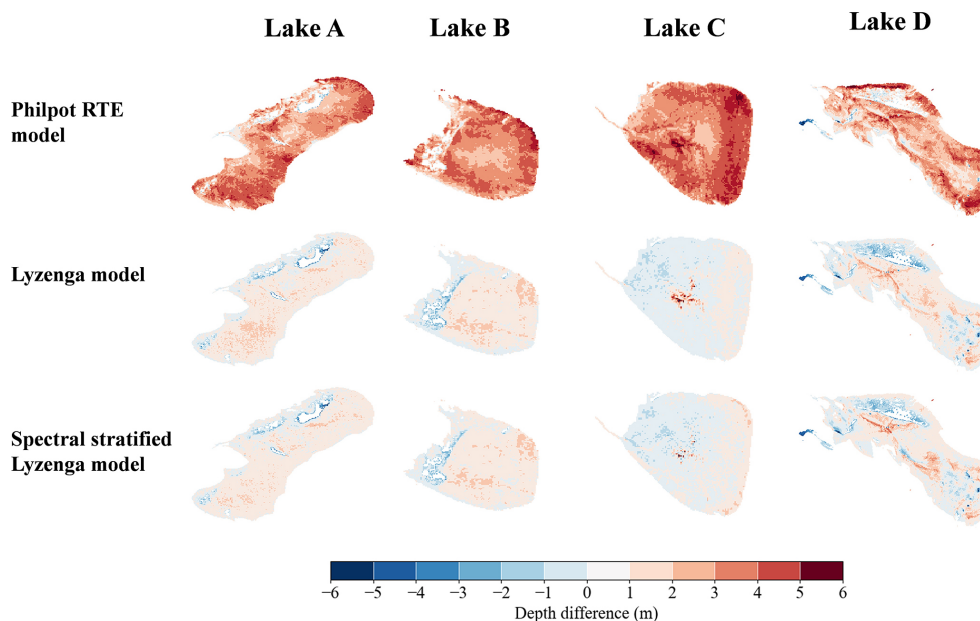 Lake A
Lake B
Lake C
Lake D
Philpot RTE
model
Lyzenga model
Spectral stratified
Lyzenga model
−6 −5 −4 −3 −2 −1 0 1 2 3 4 5 6
Depth difference (m)